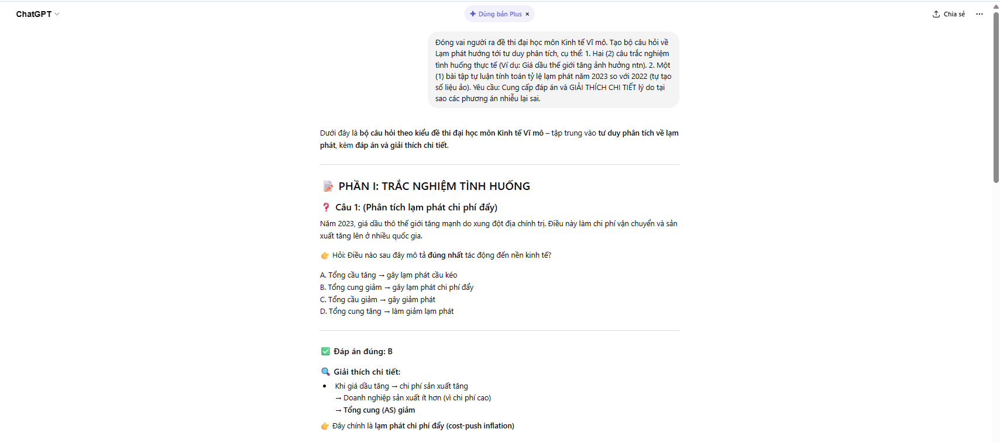 ChatGPT
Dùng bản Plus ×
Chia sẻ
Đóng vai người ra đề thi đại học môn Kinh tế Vĩ mô. Tạo bộ câu hỏi về
Lạm phát hướng tới tư duy phân tích, cụ thể: 1. Hai (2) câu trắc nghiệm
tình huống thực tế (Ví dụ: Giá dầu thế giới tăng ảnh hưởng ntn). 2. Một
(1) bài tập tự luận tính toán tỷ lệ lạm phát năm 2023 so với 2022 (tự tạo
số liệu ảo). Yêu cầu: Cung cấp đáp án và GIẢI THÍCH CHI TIẾT lý do tại
sao các phương án nhiễu lại sai.
Dưới đây là bộ câu hỏi theo kiểu đề thi đại học môn Kinh tế Vĩ mô – tập trung vào tư duy phân tích về lạm
phát, kèm đáp án và giải thích chi tiết.
📝 PHẦN I: TRẮC NGHIỆM TÌNH HUỐNG
❓ Câu 1: (Phân tích lạm phát chi phí đẩy)
Năm 2023, giá dầu thô thế giới tăng mạnh do xung đột địa chính trị. Điều này làm chi phí vận chuyển và sản
xuất tăng lên ở nhiều quốc gia.
👉 Hỏi: Điều nào sau đây mô tả đúng nhất tác động đến nền kinh tế?
A. Tổng cầu tăng → gây lạm phát cầu kéo
B. Tổng cung giảm → gây lạm phát chi phí đẩy
C. Tổng cầu giảm → gây giảm phát
D. Tổng cung tăng → làm giảm lạm phát
✅ Đáp án đúng: B
🔍 Giải thích chi tiết:
• Khi giá dầu tăng → chi phí sản xuất tăng
→ Doanh nghiệp sản xuất ít hơn (vì chi phí cao)
→ Tổng cung (AS) giảm
👉 Đây chính là lạm phát chi phí đẩy (cost-push inflation)